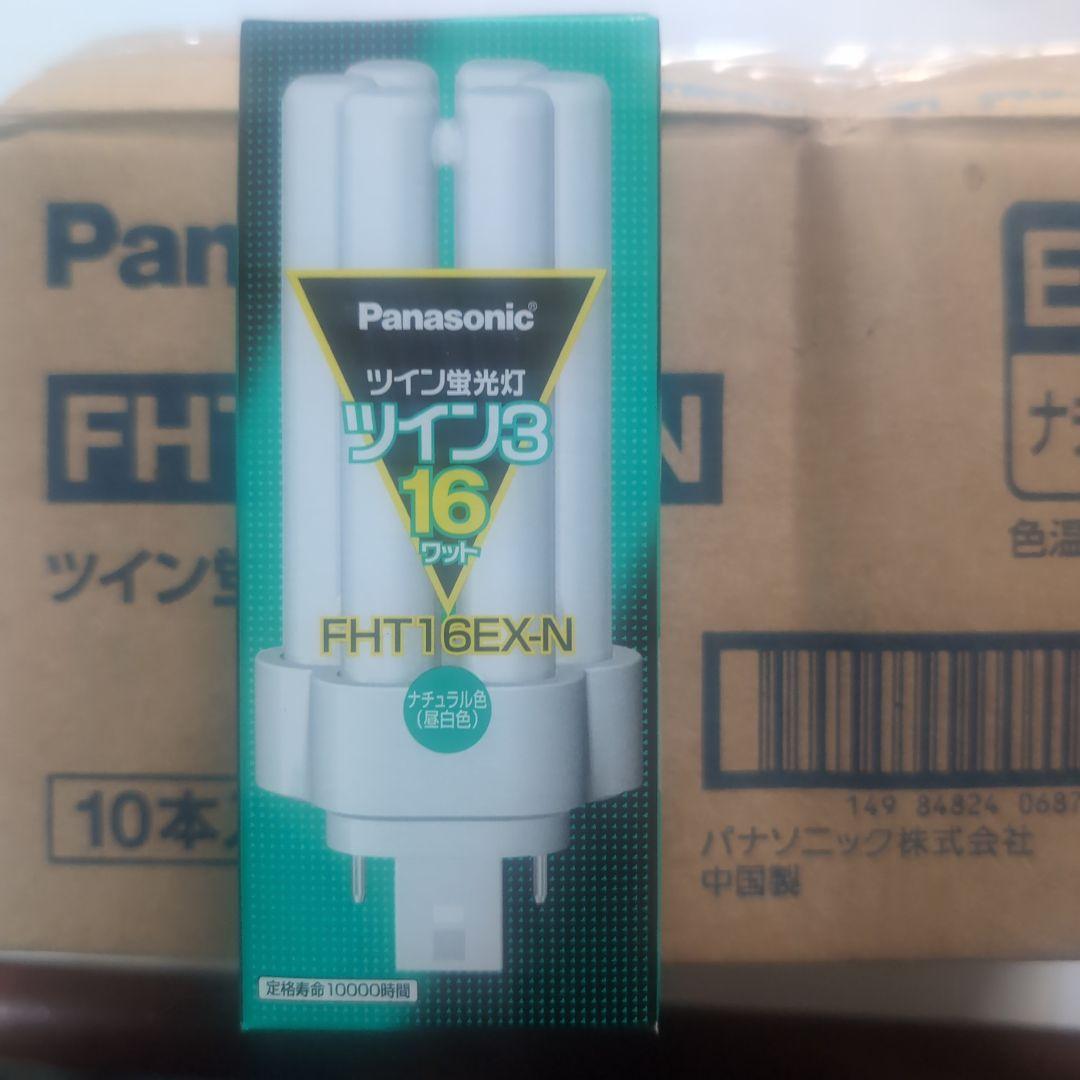 Panasonic®
ツイン蛍光灯
ツイン3
16
ワット
FHT16EX-N
ナチュラル色
(昼白色)
定格寿命10000時間
Pan
FHT
N
ツイン
10本
ナ
色温
149 84824 0687
パナソニック株式会社
中国製